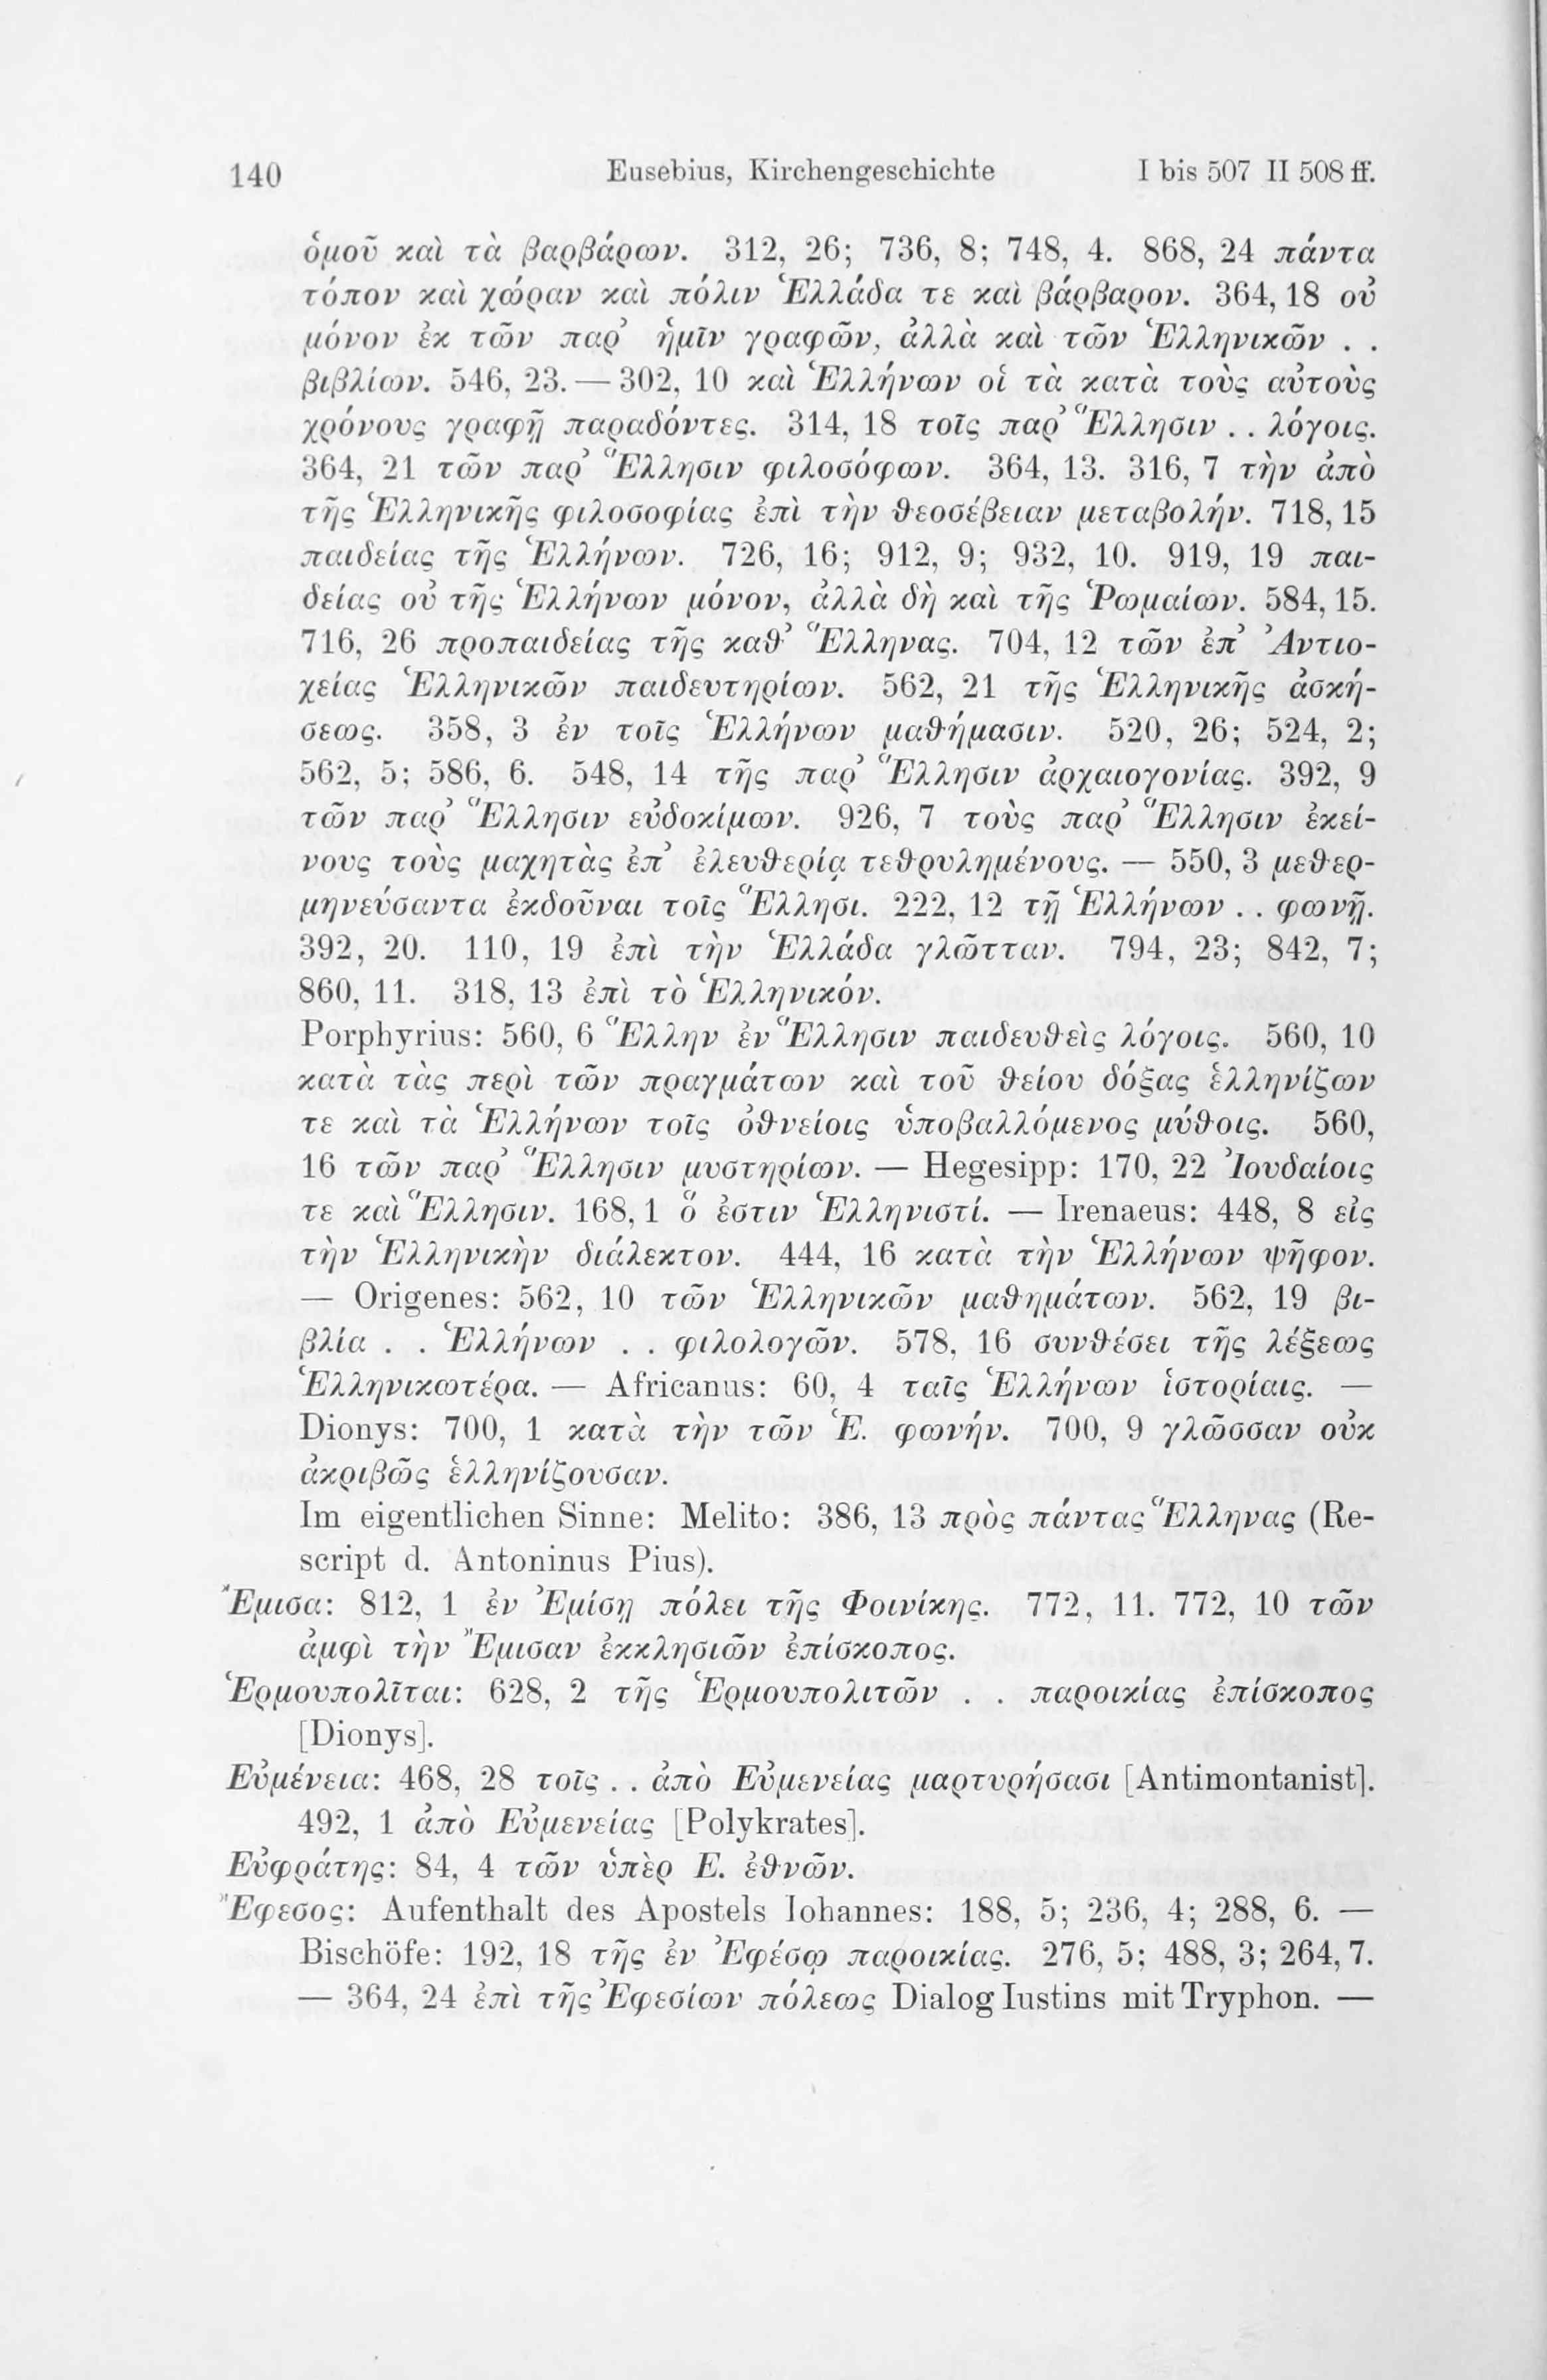 140 Eusebius, Kirchengeschichte I bis 507 II 508 ff.
ὁμοῦ καὶ τὰ βαρβάρων. 312, 26; 736, 8; 748, 4. 868, 24 πάντα
τόπον καὶ χώραν καὶ πόλιν Ἑλλάδα τε καὶ βάρβαρον. 364, 18 οὐ
μόνον ἐκ τῶν παρ᾽ ἡμῖν γραφῶν, ἀλλὰ καὶ τῶν Ἑλληνικῶν . .
βιβλίων. 546, 23. — 302, 10 καὶ Ἑλλήνων οἱ τὰ κατὰ τοὺς αὐτοὺς
χρόνους γραφῇ παραδόντες. 314, 18 τοῖς παρ᾽ Ἕλλησιν . . λόγοις.
364, 21 τῶν παρ᾽ Ἕλλησιν φιλοσόφων. 364, 13. 316, 7 τὴν ἀπὸ
τῆς Ἑλληνικῆς φιλοσοφίας ἐπὶ τὴν θεοσέβειαν μεταβολήν. 718, 15
παιδείας τῆς Ἑλλήνων. 726, 16; 912, 9; 932, 10. 919, 19 παι-
δείας οὐ τῆς Ἑλλήνων μόνον, ἀλλὰ δὴ καὶ τῆς Ῥωμαίων. 584, 15.
716, 26 προπαιδείας τῆς καθ᾽ Ἕλληνας. 704, 12 τῶν ἐπ᾽ Ἀντιο-
χείας Ἑλληνικῶν παιδευτηρίων. 562, 21 τῆς Ἑλληνικῆς ἀσκή-
σεως. 358, 3 ἐν τοῖς Ἑλλήνων μαθήμασιν. 520, 26; 524, 2;
562, 5; 586, 6. 548, 14 τῆς παρ᾽ Ἕλλησιν ἀρχαιογονίας. 392, 9
τῶν παρ᾽ Ἕλλησιν εὐδοκίμων. 926, 7 τοὺς παρ᾽ Ἕλλησιν ἐκεί-
νους τοὺς μαχητὰς ἐπ᾽ ἐλευθερίᾳ τεθρυλημένους. — 550, 3 μεθερ-
μηνεύσαντα ἐκδοῦναι τοῖς Ἕλλησι. 222, 12 τῇ Ἑλλήνων . . φωνῇ.
392, 20. 110, 19 ἐπὶ τὴν Ἑλλάδα γλῶτταν. 794, 23; 842, 7;
860, 11. 318, 13 ἐπὶ τὸ Ἑλληνικόν.
Porphyrius: 560, 6 Ἕλλην ἐν Ἕλλησιν παιδευθεὶς λόγοις. 560, 10
κατὰ τὰς περὶ τῶν πραγμάτων καὶ τοῦ θείου δόξας ἑλληνίζων
τε καὶ τὰ Ἑλλήνων τοῖς ὀθνείοις ὑποβαλλόμενος μύθοις. 560,
16 τῶν παρ᾽ Ἕλλησιν μυστηρίων. — Hegesipp: 170, 22 Ἰουδαίοις
τε καὶ Ἕλλησιν. 168, 1 ὅ ἐστιν Ἑλληνιστί. — Irenaeus: 448, 8 εἰς
τὴν Ἑλληνικὴν διάλεκτον. 444, 16 κατὰ τὴν Ἑλλήνων ψῆφον.
— Origenes: 562, 10 τῶν Ἑλληνικῶν μαθημάτων. 562, 19 βι-
βλία . . Ἑλλήνων . . φιλολογῶν. 578, 16 συνθέσει τῆς λέξεως
Ἑλληνικωτέρα. — Africanus: 60, 4 ταῖς Ἑλλήνων ἱστορίαις. —
Dionys: 700, 1 κατὰ τὴν τῶν Ἑ. φωνήν. 700, 9 γλῶσσαν οὐκ
ἀκριβῶς ἑλληνίζουσαν.
Im eigentlichen Sinne: Melito: 386, 13 πρὸς πάντας Ἕλληνας (Re-
script d. Antoninus Pius).
Ἔμισα: 812, 1 ἐν Ἐμίσῃ πόλει τῆς Φοινίκης. 772, 11. 772, 10 τῶν
ἀμφὶ τὴν Ἔμισαν ἐκκλησιῶν ἐπίσκοπος.
Ἑρμουπολῖται: 628, 2 τῆς Ἑρμουπολιτῶν . . παροικίας ἐπίσκοπος
[Dionys].
Εὐμένεια: 468, 28 τοῖς . . ἀπὸ Εὐμενείας μαρτυρήσασι [Antimontanist].
492, 1 ἀπὸ Εὐμενείας [Polykrates].
Εὐφράτης: 84, 4 τῶν ὑπὲρ Ε. ἐθνῶν.
Ἔφεσος: Aufenthalt des Apostels Iohannes: 188, 5; 236, 4; 288, 6. —
Bischöfe: 192, 18 τῆς ἐν Ἐφέσῳ παροικίας. 276, 5; 488, 3; 264, 7.
— 364, 24 ἐπὶ τῆς Ἐφεσίων πόλεως Dialog Iustins mit Tryphon. —